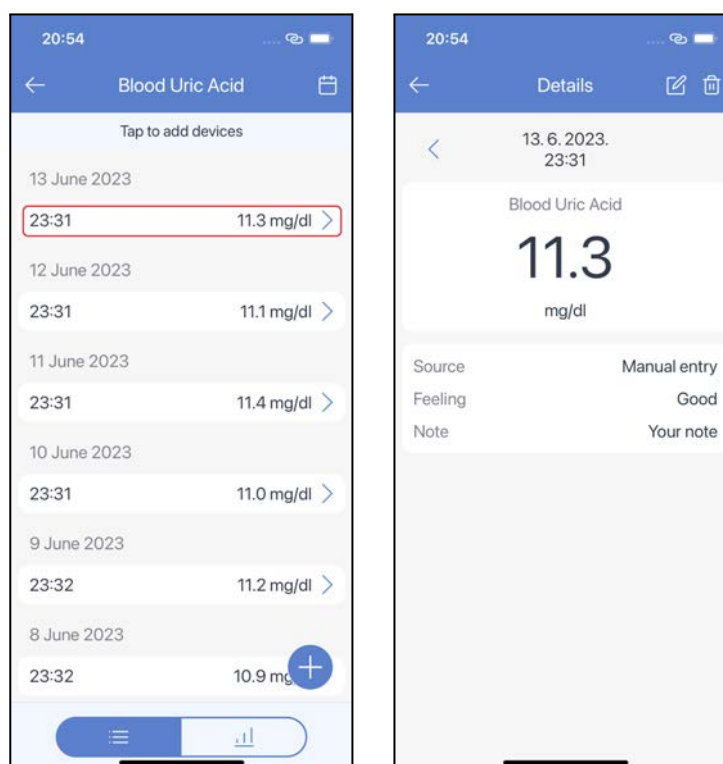 20:54
Blood Uric Acid
Tap to add devices
13 June 2023
23:31 11.3 mg/dl
12 June 2023
23:31 11.1 mg/dl
11 June 2023
23:31 11.4 mg/dl
10 June 2023
23:31 11.0 mg/dl
9 June 2023
23:32 11.2 mg/dl
8 June 2023
23:32 10.9
20:54
Details
13. 6. 2023.
23:31
Blood Uric Acid
11.3
mg/dl
Source Manual entry
Feeling Good
Note Your note